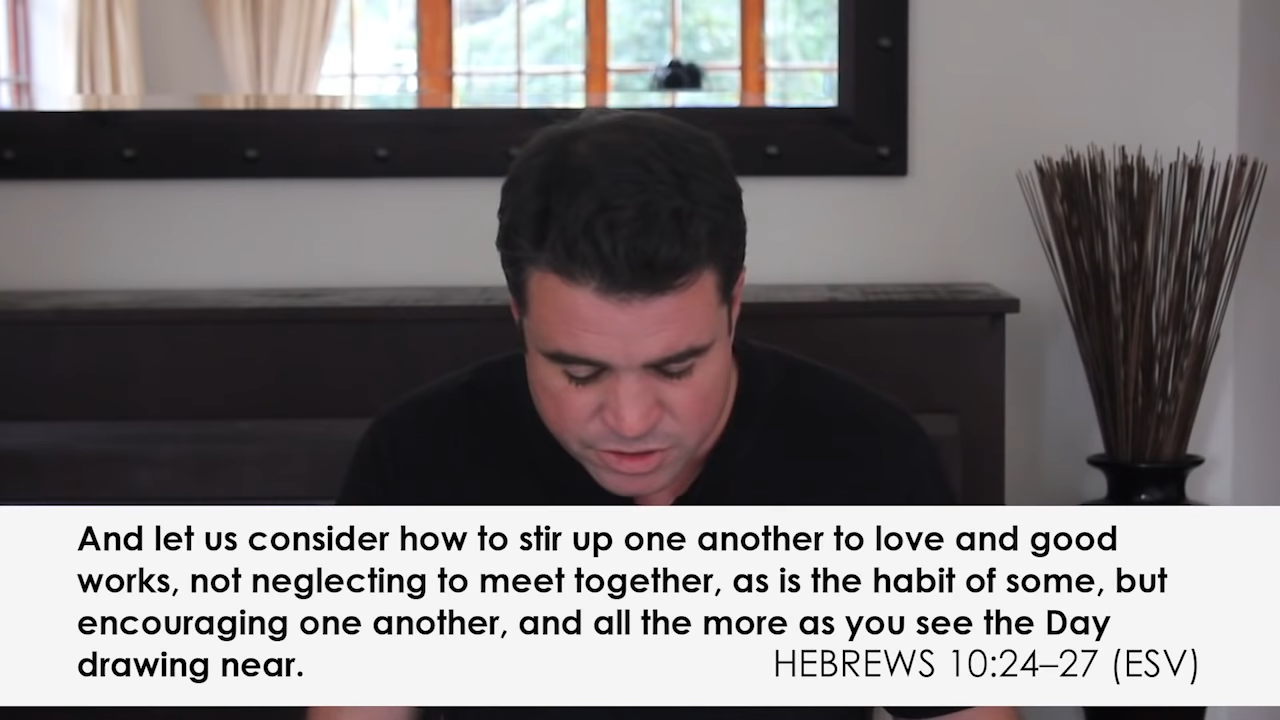 And let us consider how to stir up one another to love and good
works, not neglecting to meet together, as is the habit of some, but
encouraging one another, and all the more as you see the Day
drawing near. HEBREWS 10:24–27 (ESV)